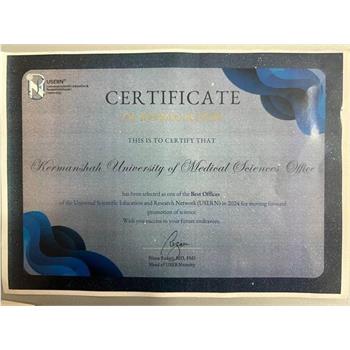 USERN
CERTIFICATE
THIS IS TO CERTIFY THAT
Kermanshah University of Medical Sciences Office
has been selected as one of the Best Offices
of the Universal Scientific Education and Research Network (USERN) in 2024 for moving forward
promotion of science.
Wish you success in your future endeavors.
MD, PhD
Head of USERN